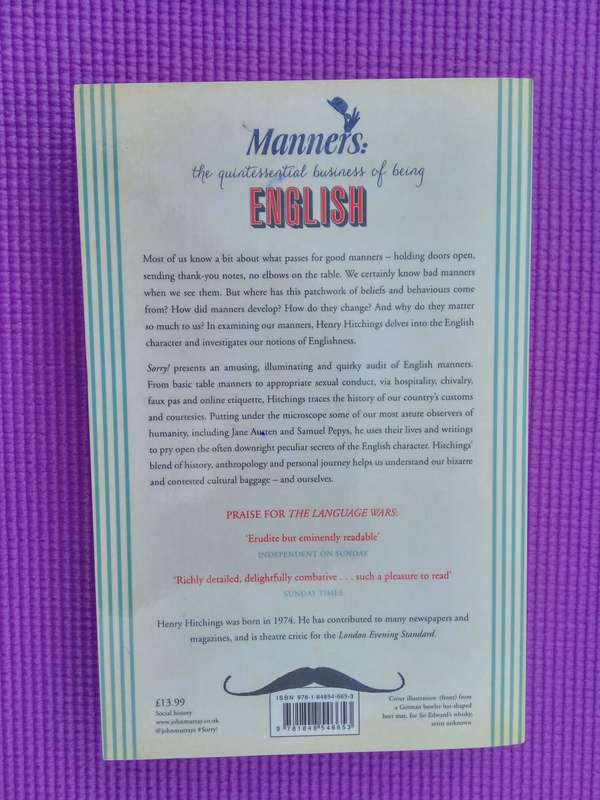 Manners:
the quintessential business of being
ENGLISH
Most of us know a bit about what passes for good manners – holding doors open,
sending thank-you notes, no elbows on the table. We certainly know bad manners
when we see them. But where has this patchwork of beliefs and behaviours come
from? How did manners develop? How do they change? And why do they matter
so much to us? In examining our manners, Henry Hitchings delves into the English
character and investigates our notions of Englishness.
Sorry! presents an amusing, illuminating and quirky audit of English manners.
From basic table manners to appropriate sexual conduct, via hospitality, chivalry,
faux pas and online etiquette, Hitchings traces the history of our country's customs
and courtesies. Putting under the microscope some of our most astute observers of
humanity, including Jane Austen and Samuel Pepys, he uses their lives and writings
to pry open the often downright peculiar secrets of the English character. Hitchings'
blend of history, anthropology and personal journey helps us understand our bizarre
and contested cultural baggage – and ourselves.
PRAISE FOR THE LANGUAGE WARS:
'Erudite but eminently readable'
INDEPENDENT ON SUNDAY
'Richly detailed, delightfully combative . . . such a pleasure to read'
SUNDAY TIMES
Henry Hitchings was born in 1974. He has contributed to many newspapers and
magazines, and is theatre critic for the London Evening Standard.
£13.99
Social history
www.johnmurray.co.uk
@johnmurrays #Sorry!
ISBN 978-1-84854-665-3
9 781848 546653
Cover illustration: (front) from
a German bowler hat-shaped
beer mat, for Sir Edward's whisky,
artist unknown